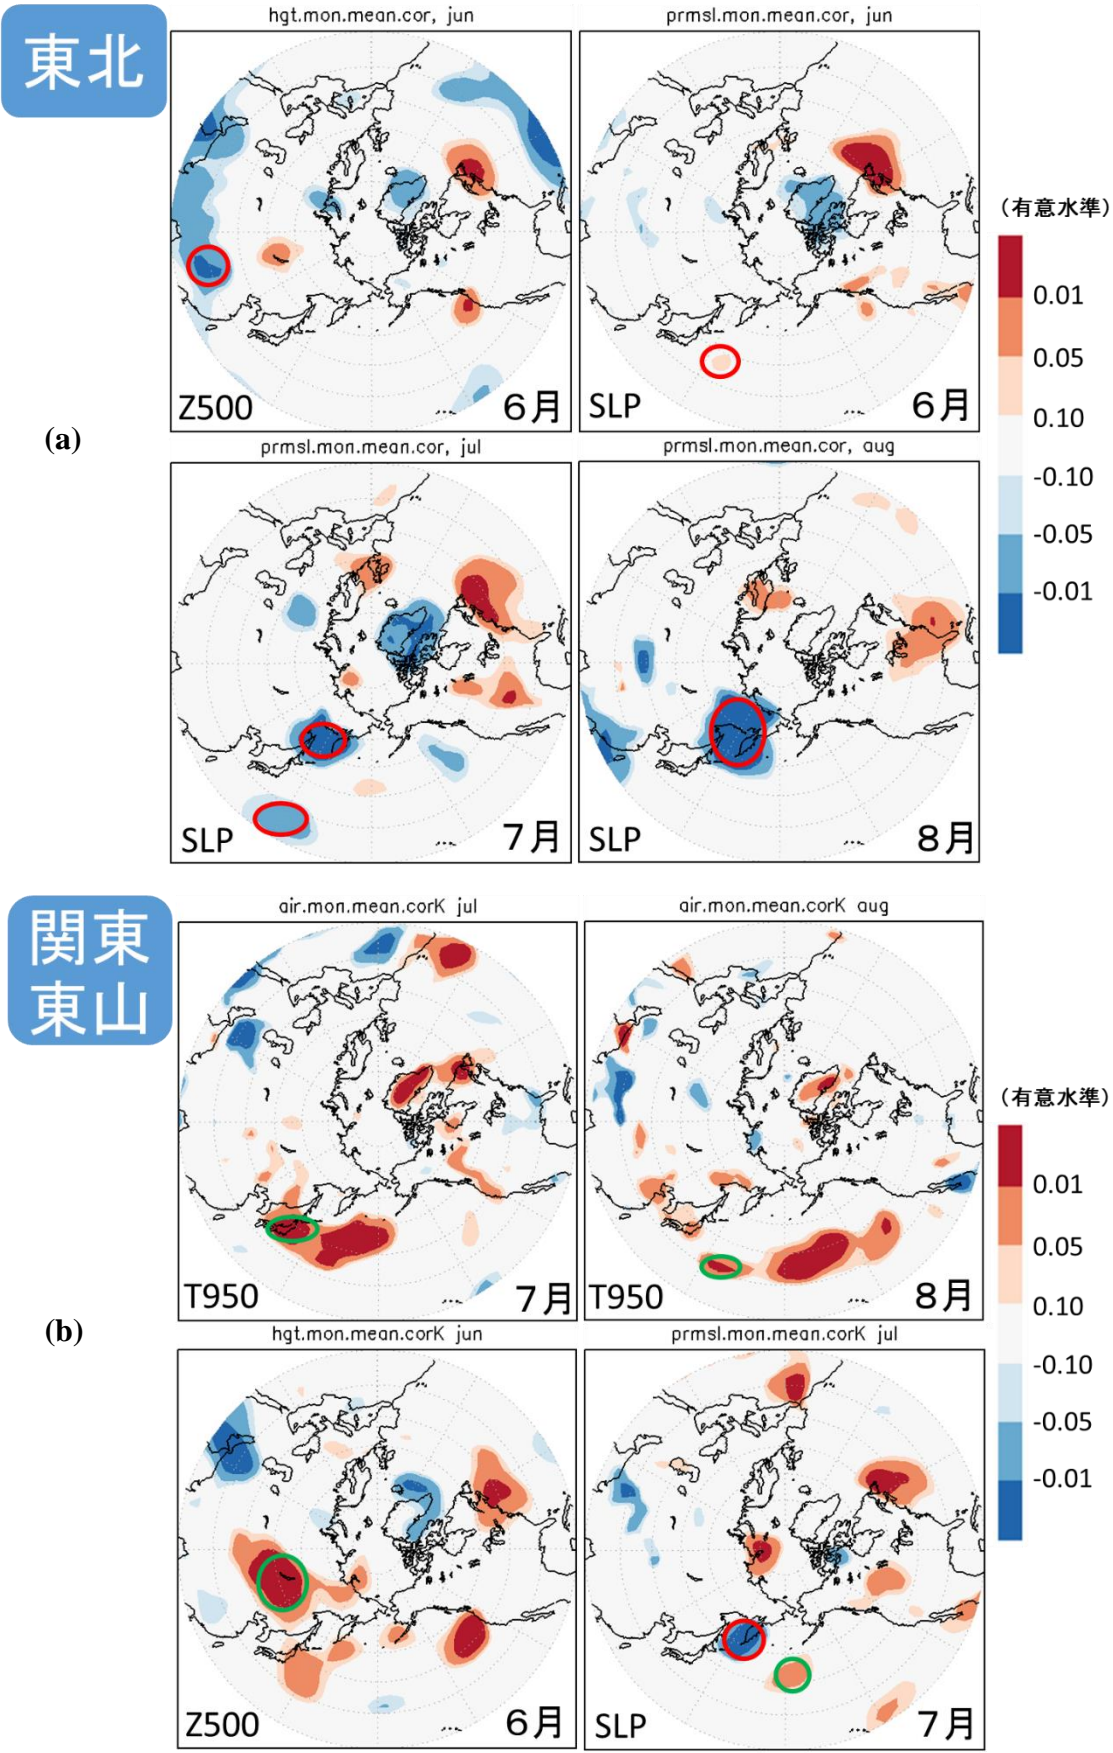 東北
hgt.mon.mean.cor, jun
prmsl.mon.mean.cor, jun
Z500
6月
SLP
6月
(有意水準)
0.01
0.05
0.10
-0.10
-0.05
-0.01
(a)
prmsl.mon.mean.cor, jul
prmsl.mon.mean.cor, aug
SLP
7月
SLP
8月
関東
東山
air.mon.mean.corK jul
air.mon.mean.corK aug
T950
7月
T950
8月
(有意水準)
0.01
0.05
0.10
-0.10
-0.05
-0.01
(b)
hgt.mon.mean.corK jun
prmsl.mon.mean.corK jul
Z500
6月
SLP
7月